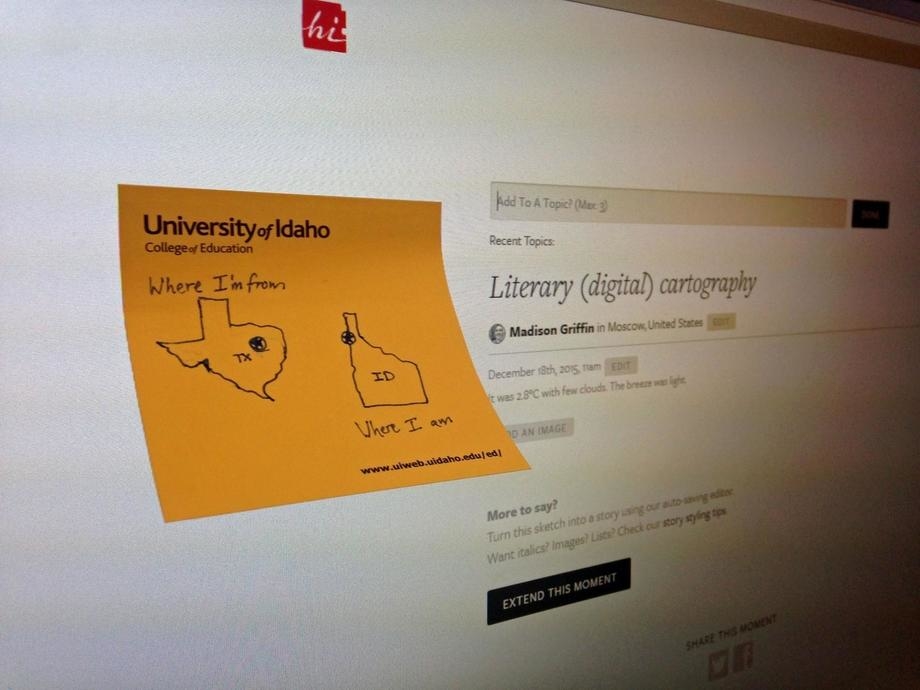 hi
University of Idaho
College of Education
Where I'm from
TX
ID
Where I am
www.uiweb.uidaho.edu/ed/
Add To A Topic? (Max: 3)
DONE
Recent Topics:
Literary (digital) cartography
Madison Griffin in Moscow, United States EDIT
December 18th, 2015, 11am EDIT
It was 2.8°C with few clouds. The breeze was light.
DD AN IMAGE
More to say?
Turn this sketch into a story using our auto-saving editor.
Want italics? Images? Lists? Check our story styling tips.
EXTEND THIS MOMENT
SHARE THIS MOMENT